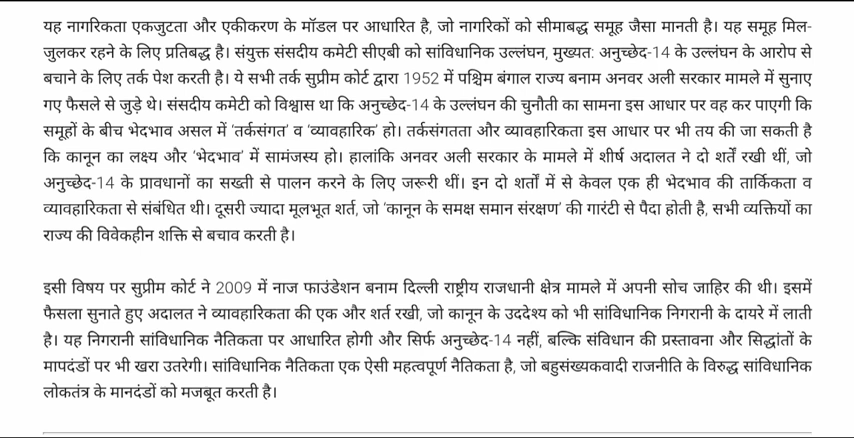 यह नागरिकता एकजुटता और एकीकरण के मॉडल पर आधारित है, जो नागरिकों को सीमाबद्ध समूह जैसा मानती है। यह समूह मिल-
जुलकर रहने के लिए प्रतिबद्ध है। संयुक्त संसदीय कमेटी सीएबी को सांविधानिक उल्लंघन, मुख्यत: अनुच्छेद-14 के उल्लंघन के आरोप से
बचाने के लिए तर्क पेश करती है। ये सभी तर्क सुप्रीम कोर्ट द्वारा 1952 में पश्चिम बंगाल राज्य बनाम अनवर अली सरकार मामले में सुनाए
गए फैसले से जुड़े थे। संसदीय कमेटी को विश्वास था कि अनुच्छेद-14 के उल्लंघन की चुनौती का सामना इस आधार पर वह कर पाएगी कि
समूहों के बीच भेदभाव असल में 'तर्कसंगत' व 'व्यावहारिक' हो। तर्कसंगतता और व्यावहारिकता इस आधार पर भी तय की जा सकती है
कि कानून का लक्ष्य और 'भेदभाव' में सामंजस्य हो। हालांकि अनवर अली सरकार के मामले में शीर्ष अदालत ने दो शर्तें रखी थीं, जो
अनुच्छेद-14 के प्रावधानों का सख्ती से पालन करने के लिए जरूरी थीं। इन दो शर्तों में से केवल एक ही भेदभाव की तार्किकता व
व्यावहारिकता से संबंधित थी। दूसरी ज्यादा मूलभूत शर्त, जो 'कानून के समक्ष समान संरक्षण' की गारंटी से पैदा होती है, सभी व्यक्तियों का
राज्य की विवेकहीन शक्ति से बचाव करती है।
इसी विषय पर सुप्रीम कोर्ट ने 2009 में नाज फाउंडेशन बनाम दिल्ली राष्ट्रीय राजधानी क्षेत्र मामले में अपनी सोच जाहिर की थी। इसमें
फैसला सुनाते हुए अदालत ने व्यावहारिकता की एक और शर्त रखी, जो कानून के उददेश्य को भी सांविधानिक निगरानी के दायरे में लाती
है। यह निगरानी सांविधानिक नैतिकता पर आधारित होगी और सिर्फ अनुच्छेद-14 नहीं, बल्कि संविधान की प्रस्तावना और सिद्धांतों के
मापदंडों पर भी खरा उतरेगी। सांविधानिक नैतिकता एक ऐसी महत्वपूर्ण नैतिकता है, जो बहुसंख्यकवादी राजनीति के विरुद्ध सांविधानिक
लोकतंत्र के मानदंडों को मजबूत करती है।